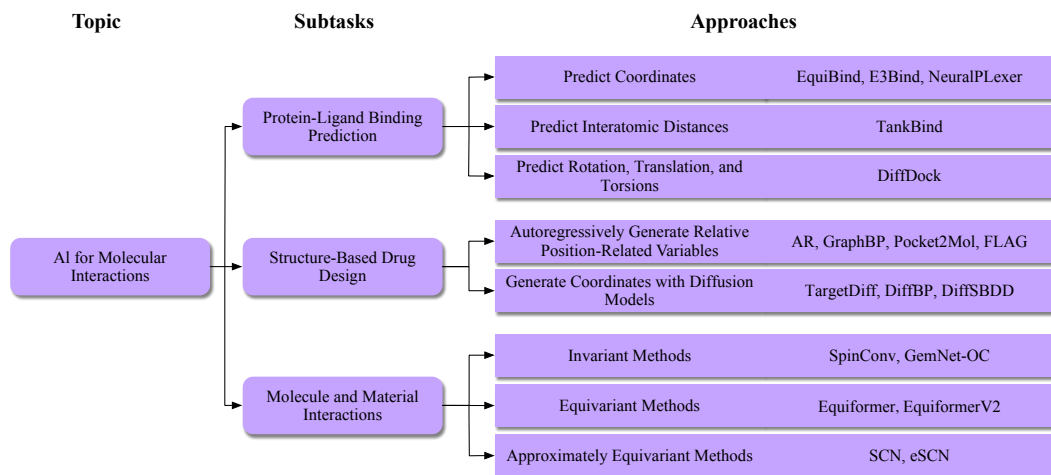 Topic
Subtasks
Approaches
Predict Coordinates
EquiBind, E3Bind, NeuralPLexer
Protein-Ligand Binding
Prediction
Predict Interatomic Distances
TankBind
Predict Rotation, Translation, and
Torsions
DiffDock
AI for Molecular
Interactions
Structure-Based Drug
Design
Autoregressively Generate Relative
Position-Related Variables
AR, GraphBP, Pocket2Mol, FLAG
Generate Coordinates with Diffusion
Models
TargetDiff, DiffBP, DiffSBDD
Molecule and Material
Interactions
Invariant Methods
SpinConv, GemNet-OC
Equivariant Methods
Equiformer, EquiformerV2
Approximately Equivariant Methods
SCN, eSCN